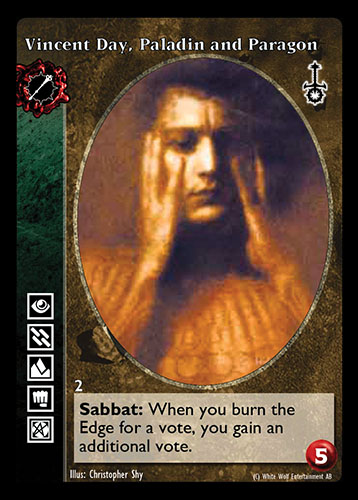 Vincent Day, Paladin and Paragon
2
Sabbat: When you burn the
Edge for a vote, you gain an
additional vote.
5
Illus: Christopher Shy
(C) White Wolf Entertainment AB